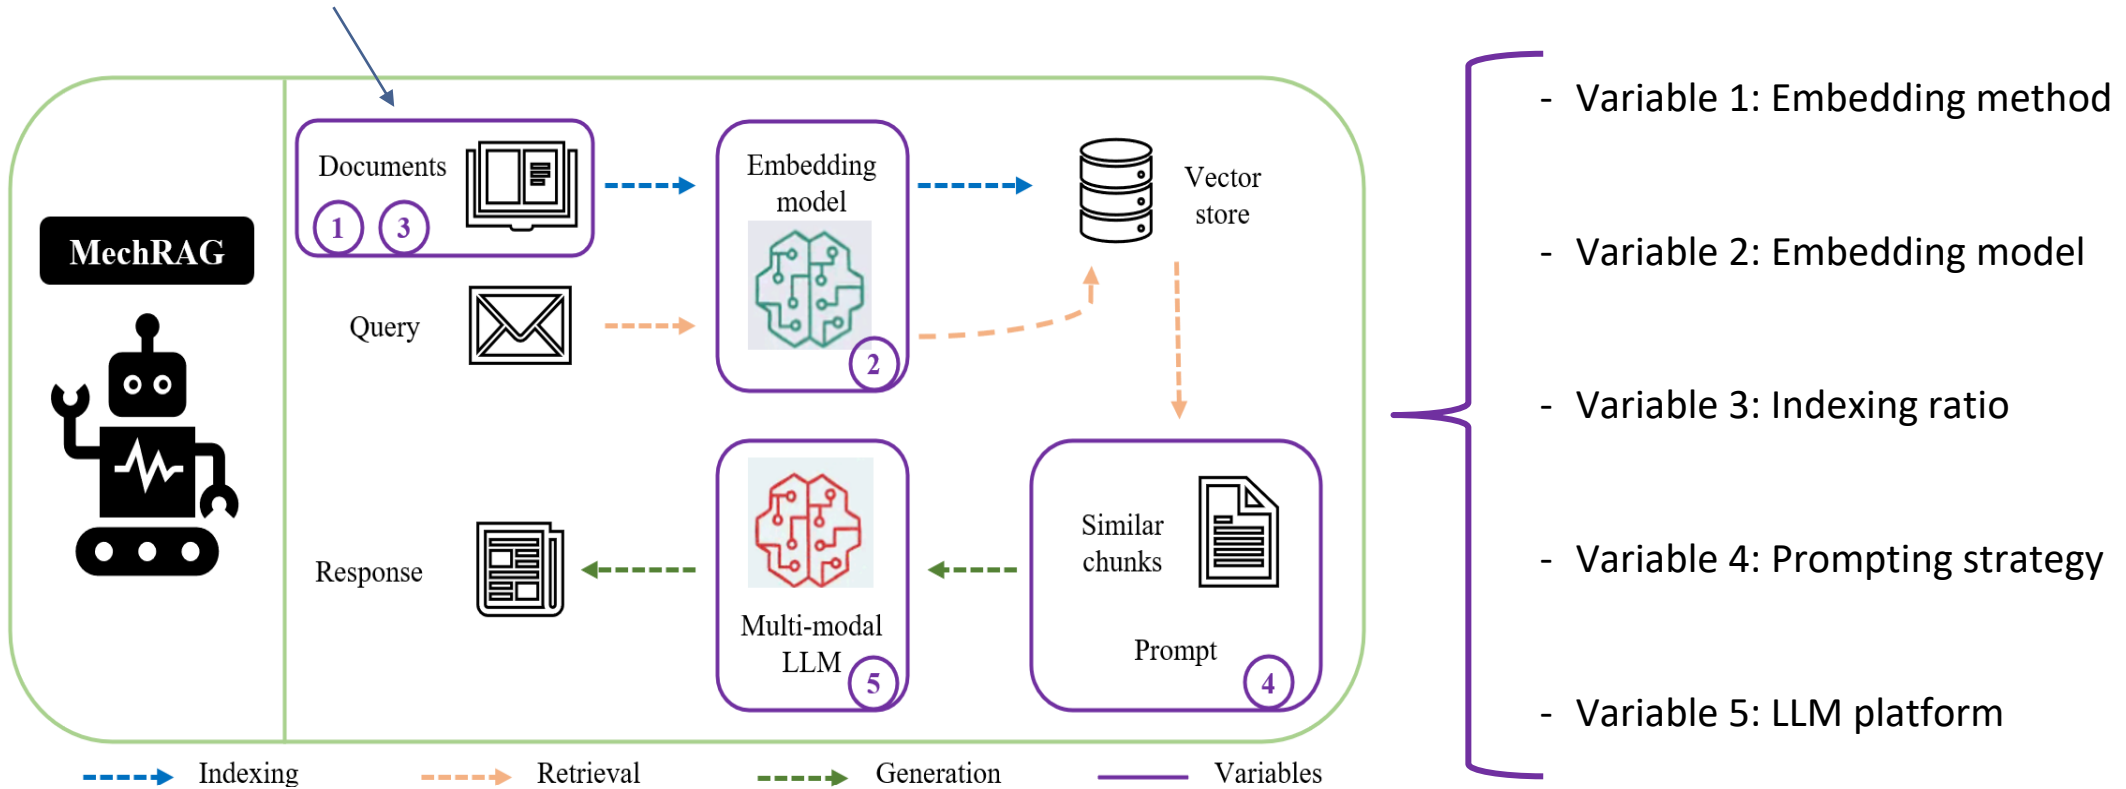 MechRAG
Documents
1
3
Embedding
model
2
Vector
store
Query
Response
Multi-modal
LLM
5
Similar
chunks
Prompt
4
Indexing
Retrieval
Generation
Variables
- Variable 1: Embedding method
- Variable 2: Embedding model
- Variable 3: Indexing ratio
- Variable 4: Prompting strategy
- Variable 5: LLM platform